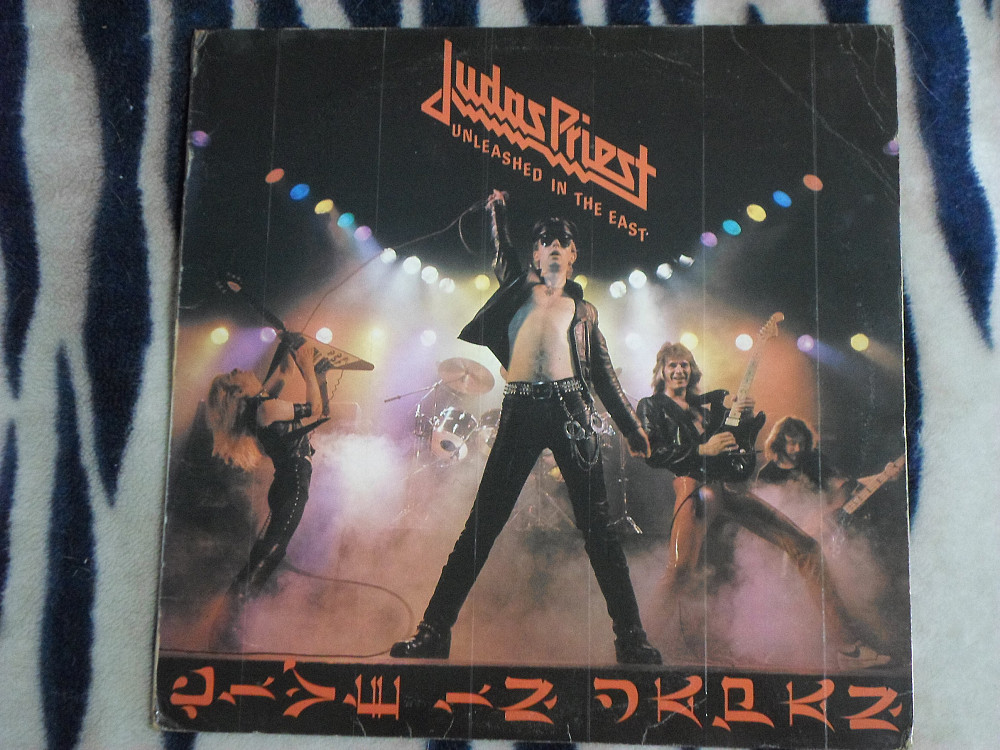 Judas Priest
UNLEASHED IN THE EAST
LIVE IN JAPAN